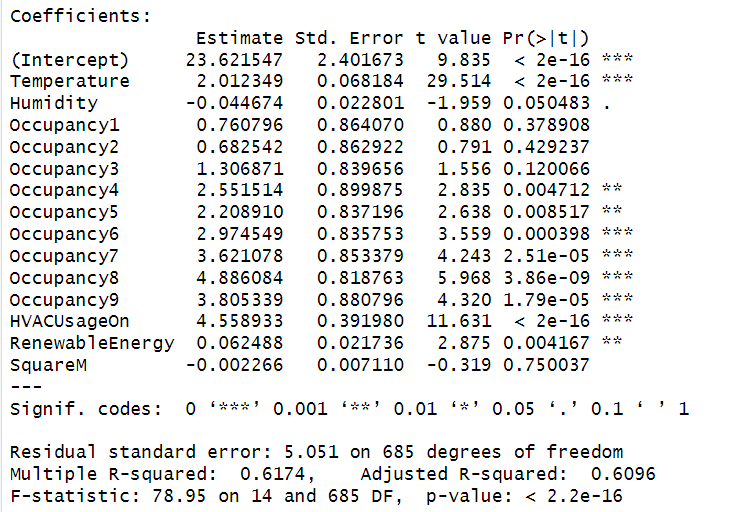 Coefficients:
                Estimate Std. Error t value Pr(>|t|)
(Intercept)     23.621547   2.401673   9.835  < 2e-16 ***
Temperature      2.012349   0.068184  29.514  < 2e-16 ***
Humidity        -0.044674   0.022801  -1.959 0.050483 .
Occupancy1       0.760796   0.864070   0.880 0.378908
Occupancy2       0.682542   0.862922   0.791 0.429237
Occupancy3       1.306871   0.839656   1.556 0.120066
Occupancy4       2.551514   0.899875   2.835 0.004712 **
Occupancy5       2.208910   0.837196   2.638 0.008517 **
Occupancy6       2.974549   0.835753   3.559 0.000398 ***
Occupancy7       3.621078   0.853379   4.243 2.51e-05 ***
Occupancy8       4.886084   0.818763   5.968 3.86e-09 ***
Occupancy9       3.805339   0.880796   4.320 1.79e-05 ***
HVACUsageOn      4.558933   0.391980  11.631  < 2e-16 ***
RenewableEnergy  0.062488   0.021736   2.875 0.004167 **
SquareM         -0.002266   0.007110  -0.319 0.750037
---
Signif. codes:  0 ‘***’ 0.001 ‘**’ 0.01 ‘*’ 0.05 ‘.’ 0.1 ‘ ’ 1
Residual standard error: 5.051 on 685 degrees of freedom
Multiple R-squared:  0.6174,    Adjusted R-squared:  0.6096
F-statistic: 78.95 on 14 and 685 DF,  p-value: < 2.2e-16